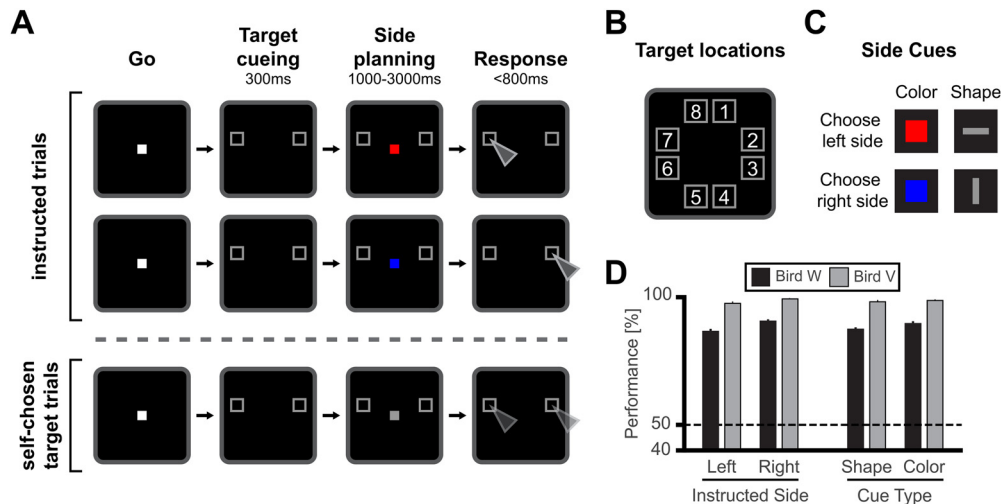 A
Go
Target
cueing
300ms
Side
planning
1000-3000ms
Response
<800ms
instructed trials
self-chosen
target trials
B
Target locations
8 1
7 2
6 3
5 4
C
Side Cues
Color Shape
Choose
left side
Choose
right side
D
Bird W Bird V
Performance [%]
100
50
40
Left Right Shape Color
Instructed Side Cue Type